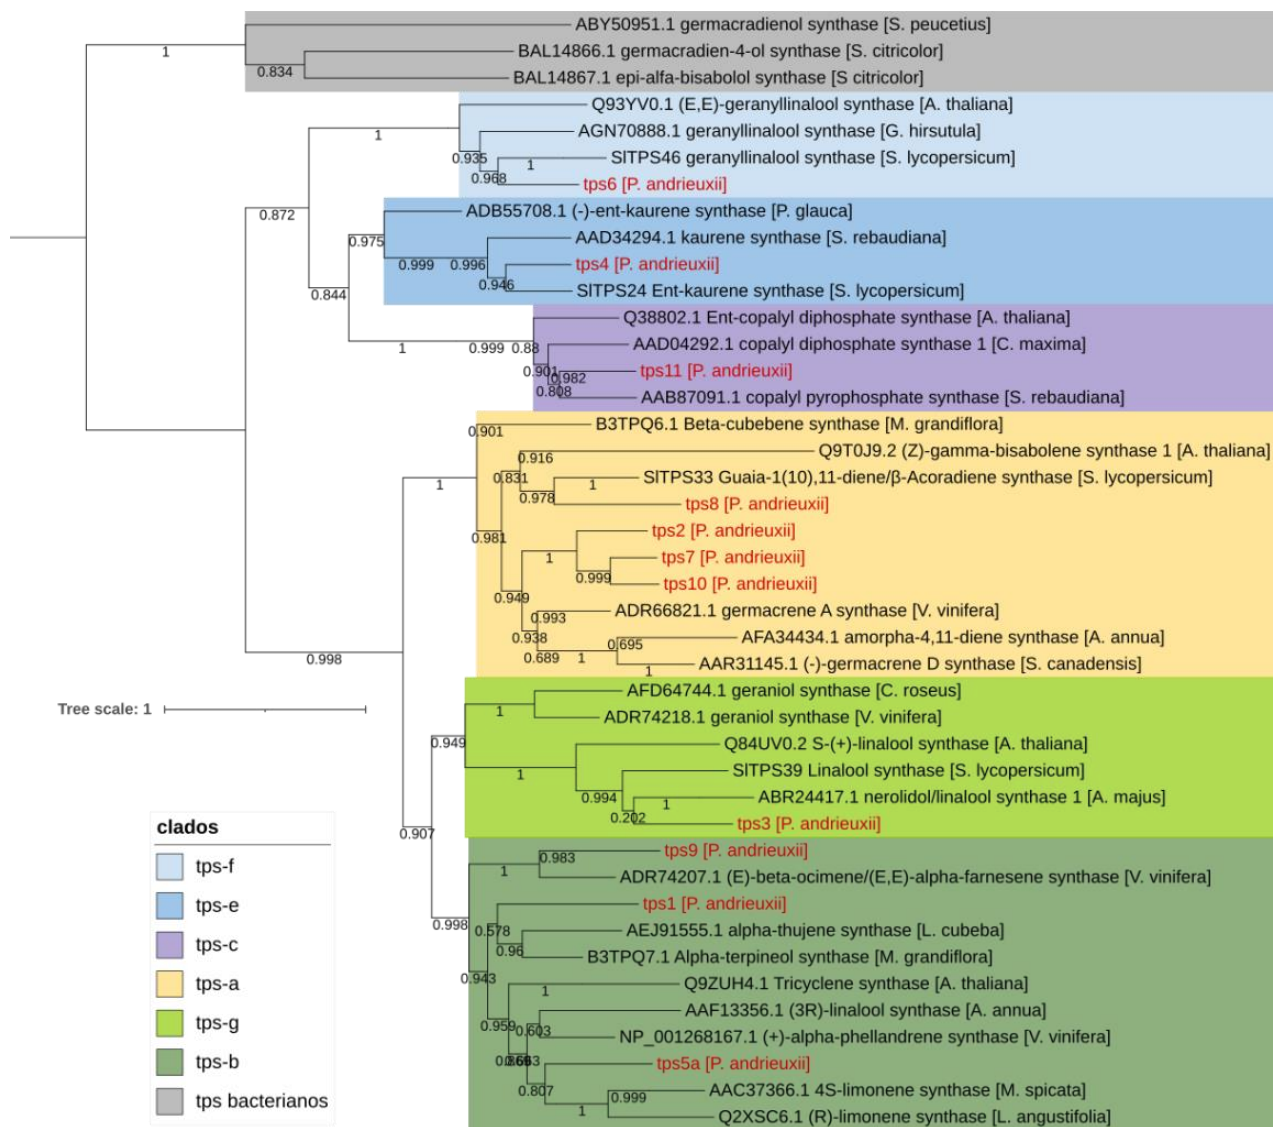 ABY50951.1 germacradienol synthase [S. peucetius]
1
BAL14866.1 germacradien-4-ol synthase [S. citricolor]
0.834
BAL14867.1 epi-alfa-bisabolol synthase [S citricolor]
Q93YV0.1 (E,E)-geranyllinalool synthase [A. thaliana]
1
AGN70888.1 geranyllinalool synthase [G. hirsutula]
0.935
SlTPS46 geranyllinalool synthase [S. lycopersicum]
1
0.968
tps6 [P. andrieuxii]
0.872
ADB55708.1 (-)-ent-kaurene synthase [P. glauca]
0.975
AAD34294.1 kaurene synthase [S. rebaudiana]
0.999 0.996
tps4 [P. andrieuxii]
0.946
SlTPS24 Ent-kaurene synthase [S. lycopersicum]
0.844
Q38802.1 Ent-copalyl diphosphate synthase [A. thaliana]
1 0.999 0.88
AAD04292.1 copalyl diphosphate synthase 1 [C. maxima]
0.901
tps11 [P. andrieuxii]
0.982
0.808
AAB87091.1 copalyl pyrophosphate synthase [S. rebaudiana]
B3TPQ6.1 Beta-cubebene synthase [M. grandiflora]
0.901
Q9T0J9.2 (Z)-gamma-bisabolene synthase 1 [A. thaliana]
0.916
0.831
SlTPS33 Guaia-1(10),11-diene/β-Acoradiene synthase [S. lycopersicum]
1
1
0.978
tps8 [P. andrieuxii]
tps2 [P. andrieuxii]
0.981
tps7 [P. andrieuxii]
1
0.999
tps10 [P. andrieuxii]
0.949
ADR66821.1 germacrene A synthase [V. vinifera]
0.993
0.938
AFA34434.1 amorpha-4,11-diene synthase [A. annua]
0.695
0.689 1
AAR31145.1 (-)-germacrene D synthase [S. canadensis]
1
0.998
AFD64744.1 geraniol synthase [C. roseus]
1
ADR74218.1 geraniol synthase [V. vinifera]
Tree scale: 1
0.949
Q84UV0.2 S-(+)-linalool synthase [A. thaliana]
1
SlTPS39 Linalool synthase [S. lycopersicum]
0.994
ABR24417.1 nerolidol/linalool synthase 1 [A. majus]
1
0.202
tps3 [P. andrieuxii]
0.907
tps9 [P. andrieuxii]
0.983
1
ADR74207.1 (E)-beta-ocimene/(E,E)-alpha-farnesene synthase [V. vinifera]
tps1 [P. andrieuxii]
0.998
0.578
AEJ91555.1 alpha-thujene synthase [L. cubeba]
0.96
B3TPQ7.1 Alpha-terpineol synthase [M. grandiflora]
0.943
Q9ZUH4.1 Tricyclene synthase [A. thaliana]
1
AAF13356.1 (3R)-linalool synthase [A. annua]
0.959
0.603
NP_001268167.1 (+)-alpha-phellandrene synthase [V. vinifera]
tps5a [P. andrieuxii]
0.807
AAC37366.1 4S-limonene synthase [M. spicata]
0.999
1
Q2XSC6.1 (R)-limonene synthase [L. angustifolia]
clados
tps-f
tps-e
tps-c
tps-a
tps-g
tps-b
tps bacterianos